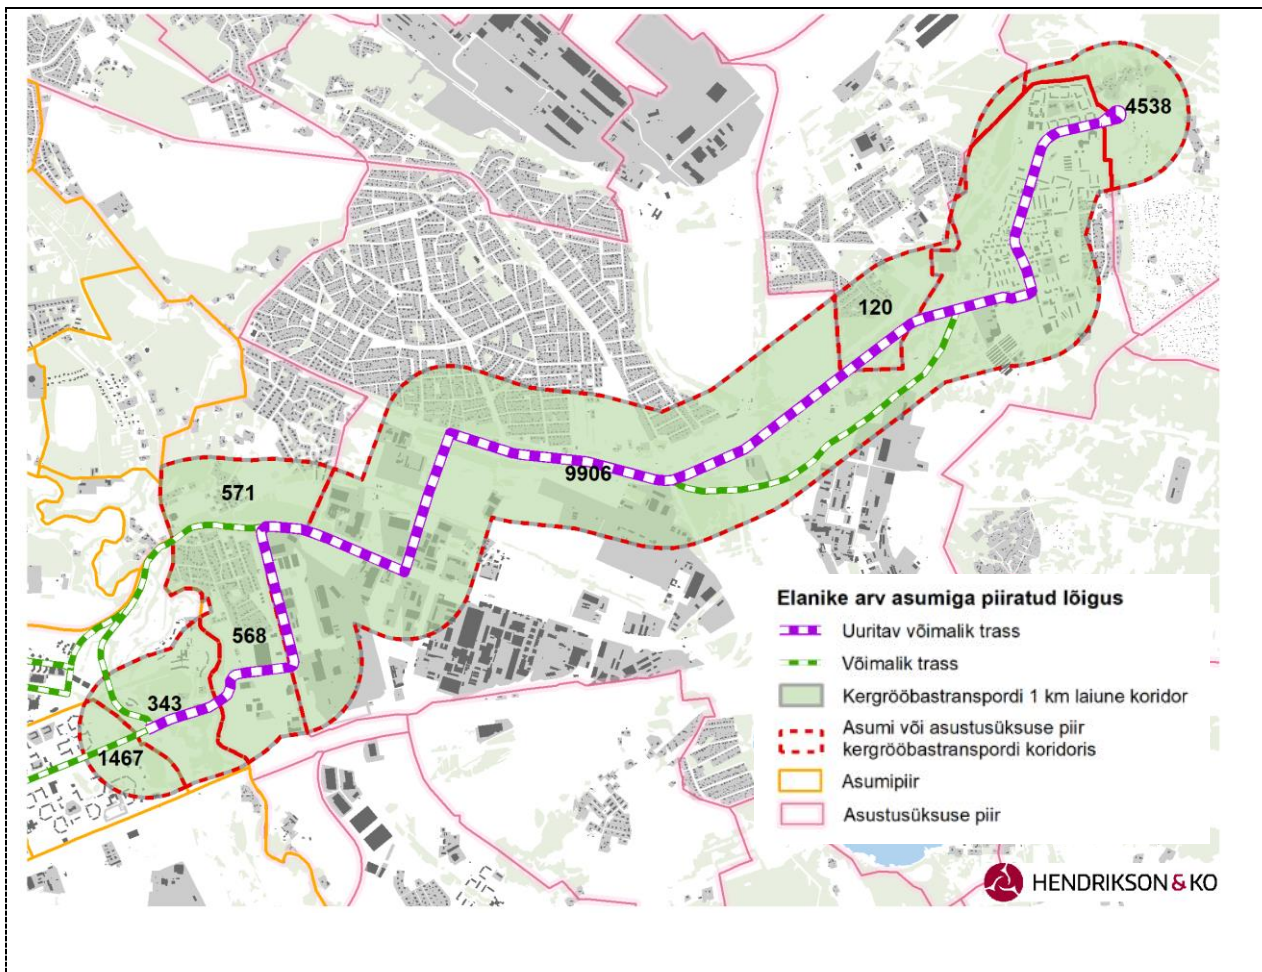 4538
120
9906
571
568
343
1467
Elanike arv asumiga piiratud lõigus
Uuritav võimalik trass
Võimalik trass
Kergrööbastranspordi 1 km laiune koridor
Asumi või asustusüksuse piir
kergrööbastranspordi koridoris
Asumipiir
Asustusüksuse piir
HENDRIKSON & KO